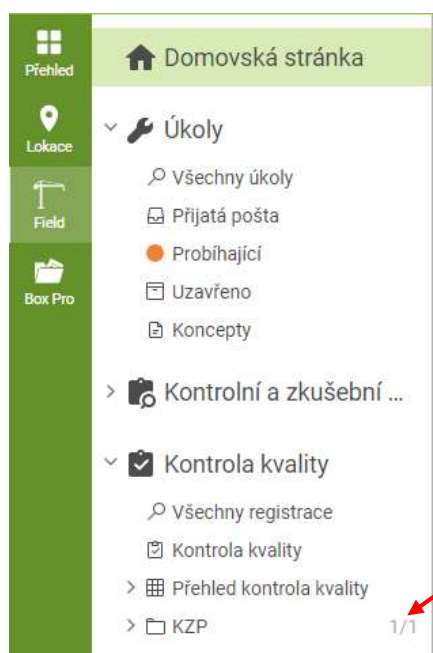 Přehled
Lokace
Field
Box Pro
Domovská stránka
Úkoly
Všechny úkoly
Přijatá pošta
Probíhající
Uzavřeno
Koncepty
Kontrolní a zkušební ...
Kontrola kvality
Všechny registrace
Kontrola kvality
Přehled kontrola kvality
KZP 1/1